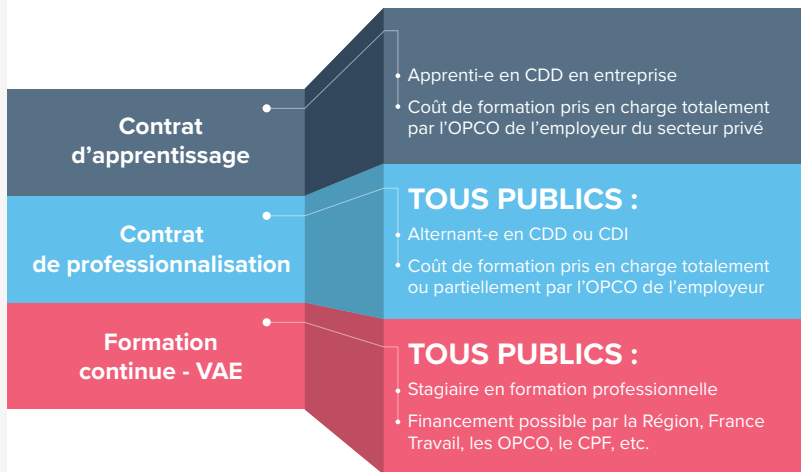 Contrat
d'apprentissage
• Apprenti-e en CDD en entreprise
• Coût de formation pris en charge totalement
par l'OPCO de l'employeur du secteur privé
Contrat
de professionnalisation
TOUS PUBLICS :
• Alternant-e en CDD ou CDI
• Coût de formation pris en charge totalement
ou partiellement par l'OPCO de l'employeur
Formation
continue - VAE
TOUS PUBLICS :
• Stagiaire en formation professionnelle
• Financement possible par la Région, France
Travail, les OPCO, le CPF, etc.